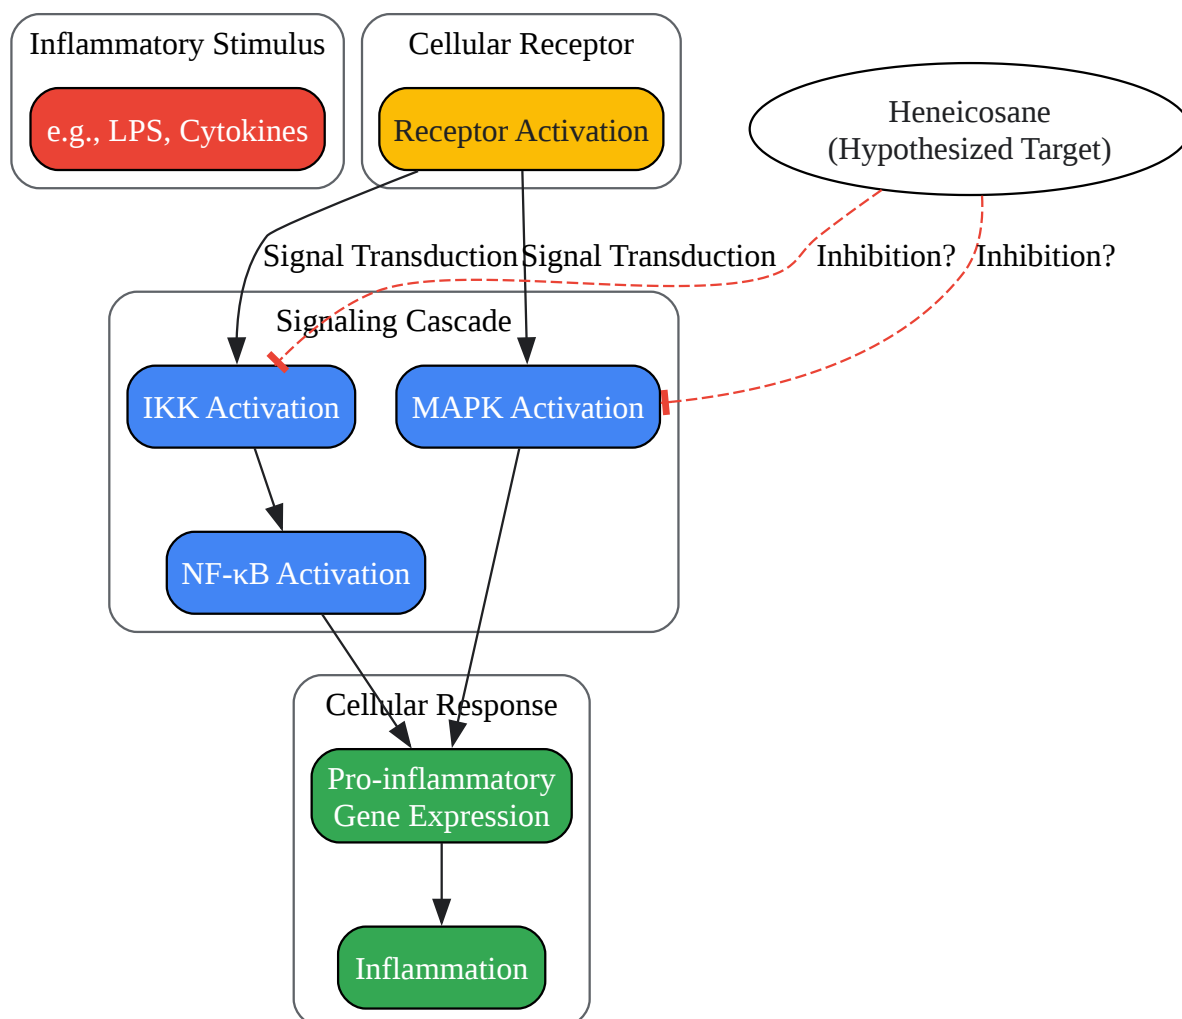 Inflammatory Stimulus
Cellular Receptor
e.g., LPS, Cytokines
Receptor Activation
Heneicosane
(Hypothesized Target)
Signal Transduction
Signal Transduction
Inhibition?
Inhibition?
Signaling Cascade
IKK Activation
MAPK Activation
NF-κB Activation
Cellular Response
Pro-inflammatory
Gene Expression
Inflammation